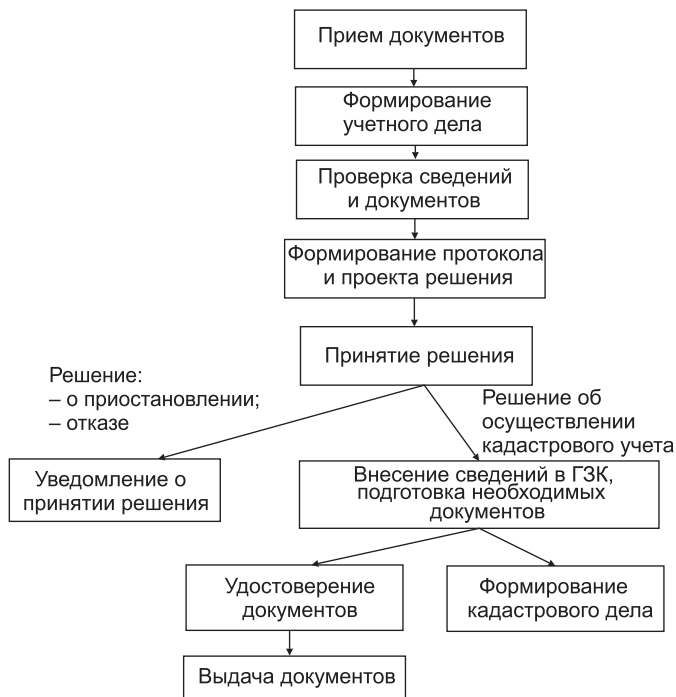 Прием документов
Формирование
учетного дела
Проверка сведений
и документов
Формирование протокола
и проекта решения
Принятие решения
Решение:
– о приостановлении;
– отказе
Решение об
осуществлении
кадастрового учета
Уведомление о
принятии решения
Внесение сведений в ГЗК,
подготовка необходимых
документов
Удостоверение
документов
Формирование
кадастрового дела
Выдача документов